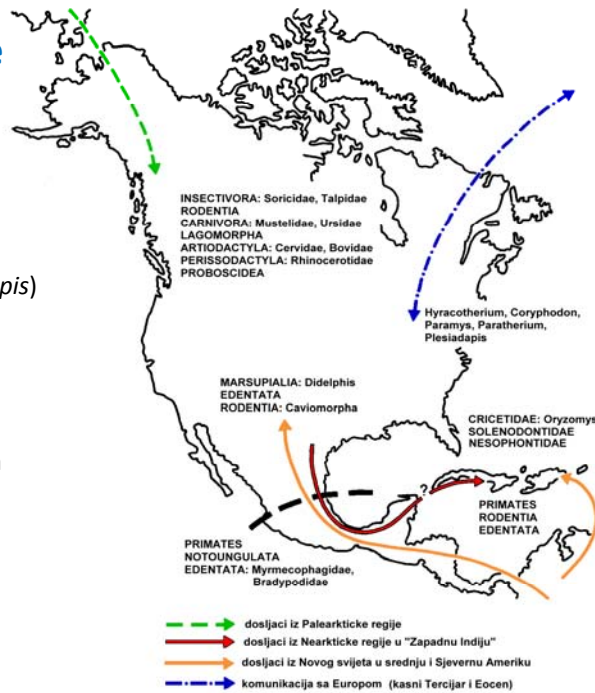 e
INSECTIVORA: Soricidae, Talpidae
RODENTIA
CARNIVORA: Mustelidae, Ursidae
LAGOMORPHA
ARTIODACTYLA: Cervidae, Bovidae
PERISSODACTYLA: Rhinocerotidae
PROBOSCIDEA
pis)
Hyracotherium, Coryphodon,
Paramys, Paratherium,
Plesiadapis
MARSUPIALIA: Didelphis
EDENTATA
RODENTIA: Caviomorpha
CRICETIDAE: Oryzomys
SOLENODONTIDAE
NESOPHONTIDAE
?
PRIMATES
RODENTIA
EDENTATA
PRIMATES
NOTOUNGULATA
EDENTATA: Myrmecophagidae,
Bradypodidae
dosljaci iz Palearkticke regije
dosljaci iz Nearkticke regije u "Zapadnu Indiju"
dosljaci iz Novog svijeta u srednju i Sjevernu Ameriku
komunikacija sa Europom (kasni Tercijar i Eocen)